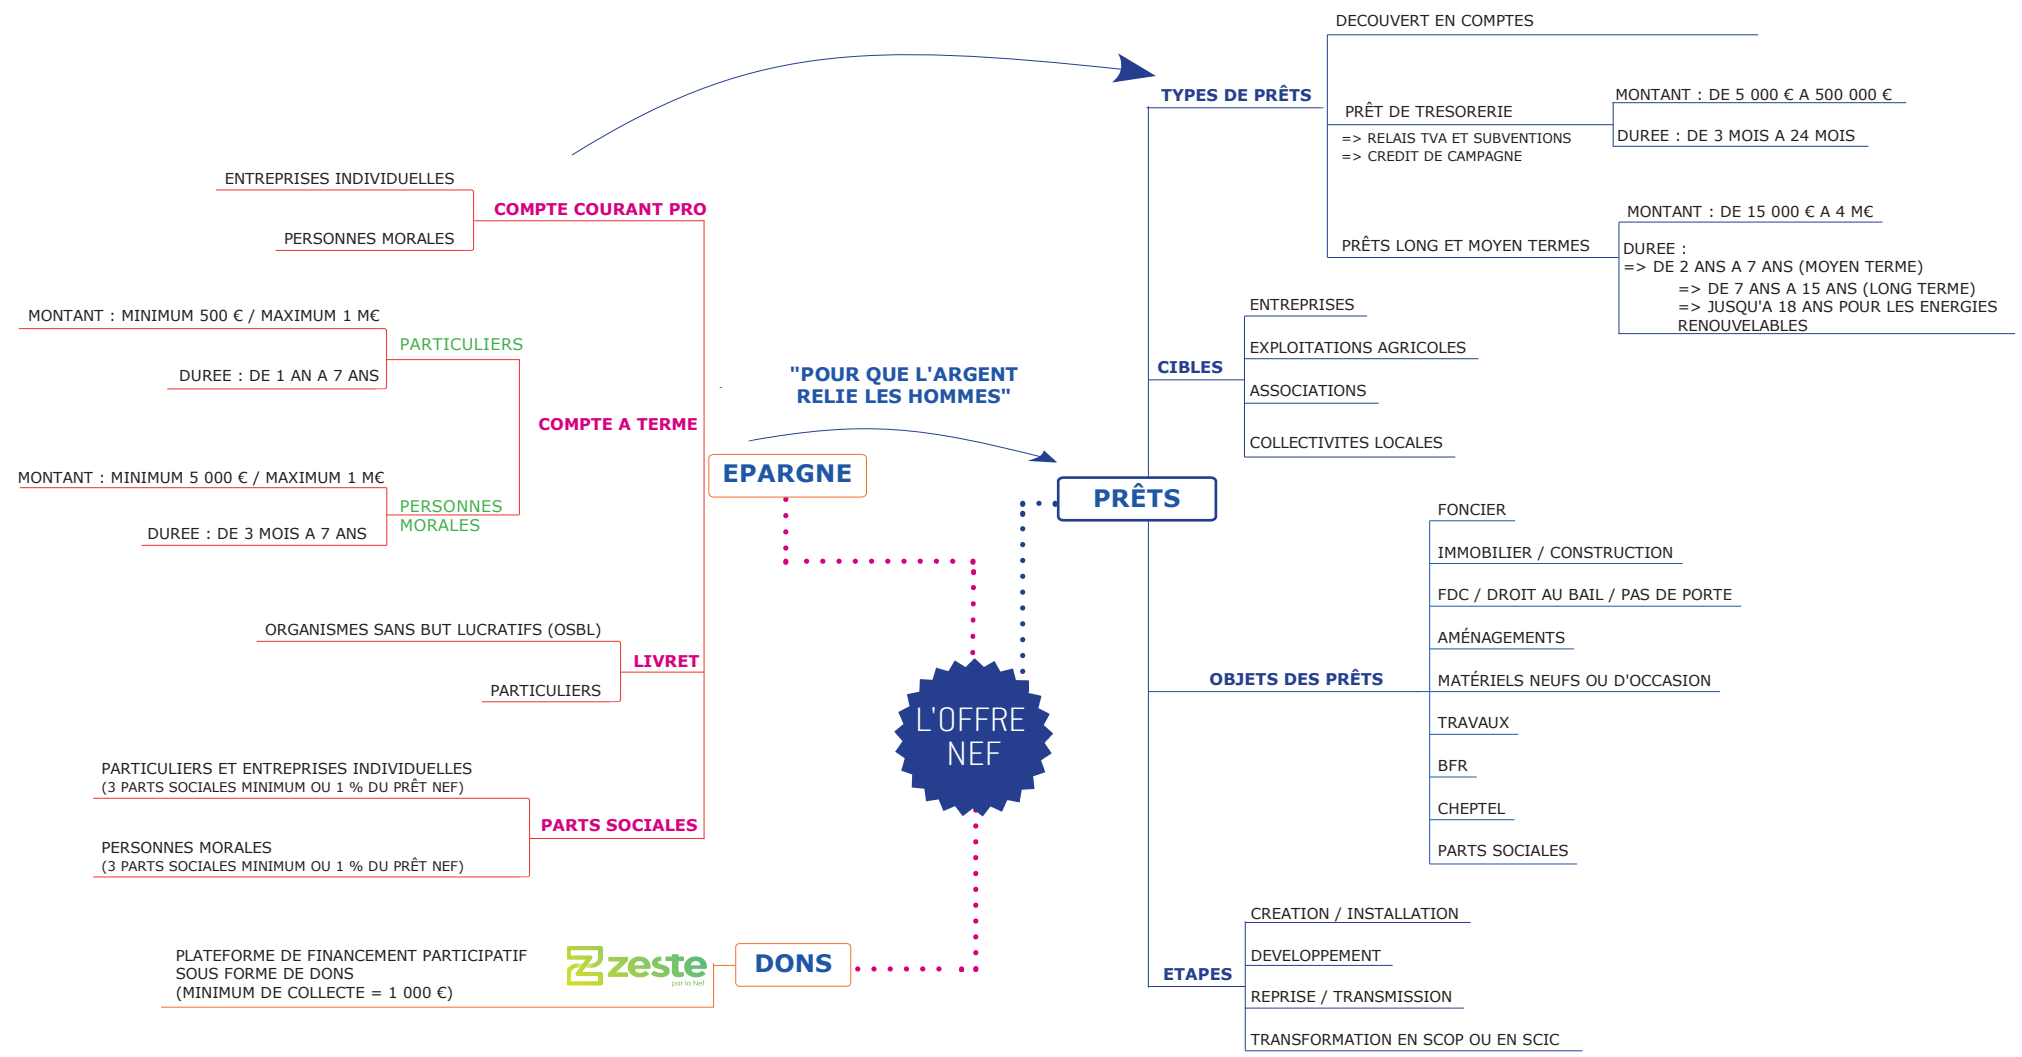 DECOUVERT EN COMPTES
TYPES DE PRÊTS
MONTANT : DE 5 000 € A 500 000 €
PRÊT DE TRESORERIE
=> RELAIS TVA ET SUBVENTIONS
=> CREDIT DE CAMPAGNE
DUREE : DE 3 MOIS A 24 MOIS
MONTANT : DE 15 000 € A 4 M€
PRÊTS LONG ET MOYEN TERMES
DUREE :
=> DE 2 ANS A 7 ANS (MOYEN TERME)
=> DE 7 ANS A 15 ANS (LONG TERME)
=> JUSQU'A 18 ANS POUR LES ENERGIES
RENOUVELABLES
ENTREPRISES INDIVIDUELLES
COMPTE COURANT PRO
PERSONNES MORALES
MONTANT : MINIMUM 500 € / MAXIMUM 1 M€
PARTICULIERS
DUREE : DE 1 AN A 7 ANS
COMPTE A TERME
MONTANT : MINIMUM 5 000 € / MAXIMUM 1 M€
PERSONNES
MORALES
DUREE : DE 3 MOIS A 7 ANS
"POUR QUE L'ARGENT
RELIE LES HOMMES"
EPARGNE
PRÊTS
ENTREPRISES
EXPLOITATIONS AGRICOLES
CIBLES
ASSOCIATIONS
COLLECTIVITES LOCALES
ORGANISMES SANS BUT LUCRATIFS (OSBL)
LIVRET
PARTICULIERS
PARTICULIERS ET ENTREPRISES INDIVIDUELLES
(3 PARTS SOCIALES MINIMUM OU 1 % DU PRÊT NEF)
PARTS SOCIALES
PERSONNES MORALES
(3 PARTS SOCIALES MINIMUM OU 1 % DU PRÊT NEF)
L'OFFRE
NEF
FONCIER
IMMOBILIER / CONSTRUCTION
FDC / DROIT AU BAIL / PAS DE PORTE
AMÉNAGEMENTS
OBJETS DES PRÊTS
MATÉRIELS NEUFS OU D'OCCASION
TRAVAUX
BFR
CHEPTEL
PARTS SOCIALES
PLATEFORME DE FINANCEMENT PARTICIPATIF
SOUS FORME DE DONS
(MINIMUM DE COLLECTE = 1 000 €)
zeste
par la Nef
DONS
CREATION / INSTALLATION
DEVELOPPEMENT
ETAPES
REPRISE / TRANSMISSION
TRANSFORMATION EN SCOP OU EN SCIC